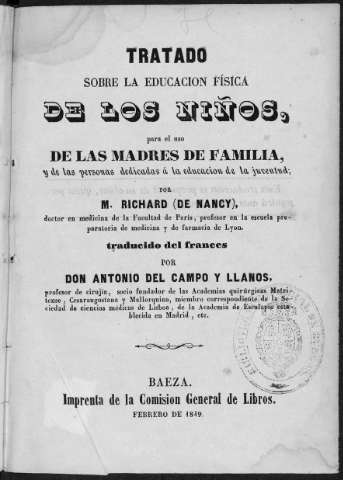 TRATADO
SOBRE LA EDUCACION FÍSICA
DE LOS NIÑOS,
para el uso
DE LAS MADRES DE FAMILIA,
y de las personas dedicadas á la educacion de la juventud;
POR
M. RICHARD (DE NANCY),
doctor en medicina de la Facultad de Paris, profesor en la escuela pre-
paratoria de medicina y de farmacia de Lyon.
traducido del frances
POR
DON ANTONIO DEL CAMPO Y LLANOS,
profesor de cirujía, socio fundador de las Academias quirúrgicas Matri-
tense, Cesaraugustana y Mallorquina, miembro correspondiente de la So-
ciedad de ciencias médicas de Lisboa, de la Academia de Esculapio esta-
blecida en Madrid, etc.
BAEZA.
Imprenta de la Comision General de Libros.
FEBRERO DE 1849.